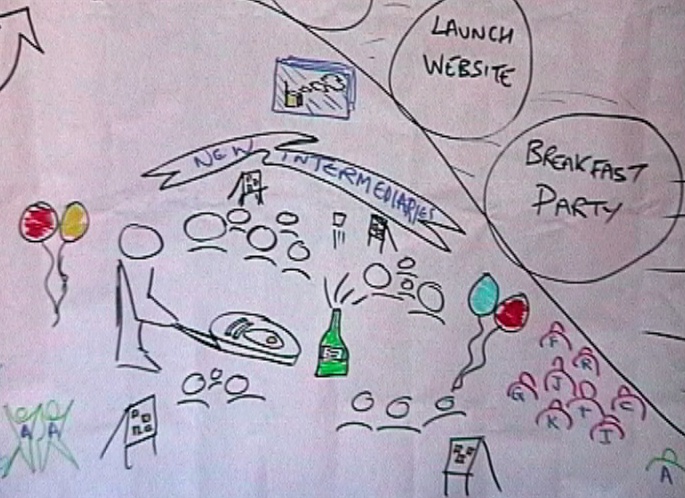 LAUNCH
WEBSITE
BREAKFAST
PARTY
NEW INTERMEDIARIES
F
R
J
G
C
K
I
A A
A